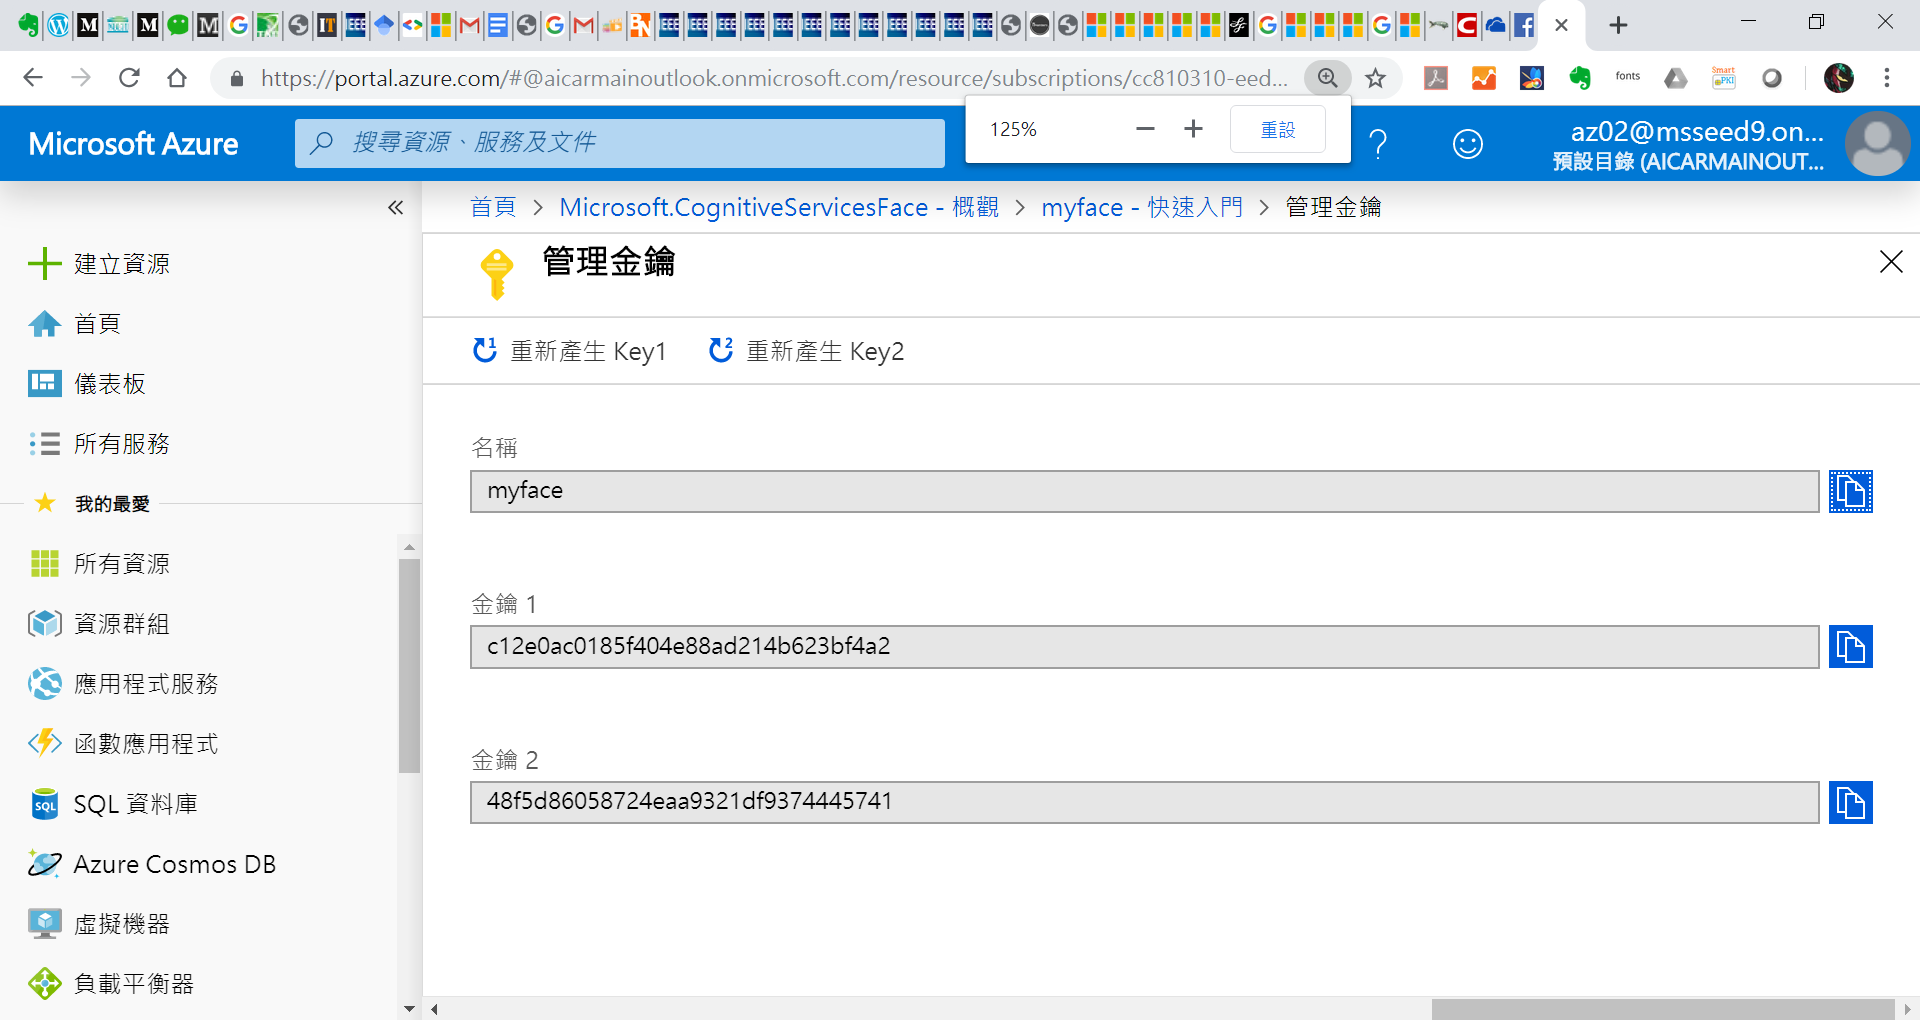 https://portal.azure.com/#@aicarmainoutlook.onmicrosoft.com/resource/subscriptions/cc810310-eed...
fonts
Microsoft Azure
搜尋資源、服務及文件
125%
重設
az02@msseed9.on...
預設目錄 (AICARMAINOUT...
首頁 > Microsoft.CognitiveServicesFace - 概觀 > myface - 快速入門 > 管理金鑰
管理金鑰
重新產生 Key1
重新產生 Key2
名稱
myface
金鑰 1
c12e0ac0185f404e88ad214b623bf4a2
金鑰 2
48f5d86058724eaa9321df9374445741
建立資源
首頁
儀表板
所有服務
我的最愛
所有資源
資源群組
應用程式服務
函數應用程式
SQL 資料庫
Azure Cosmos DB
虛擬機器
負載平衡器